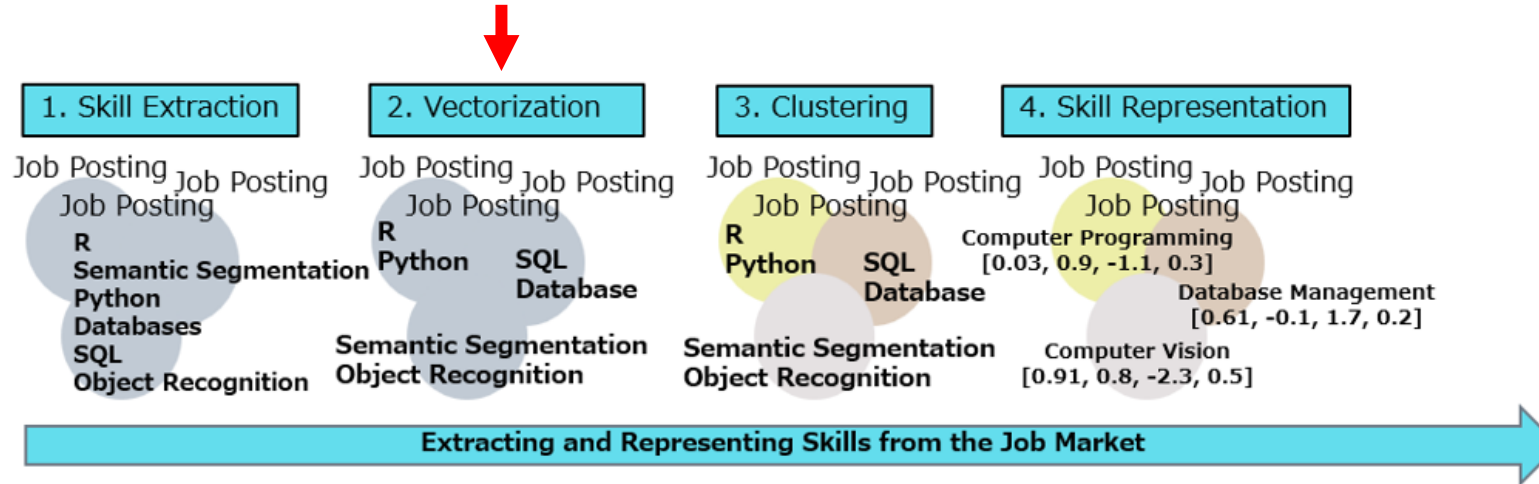 1. Skill Extraction
Job Posting
Job Posting
Job Posting
R
Semantic Segmentation
Python
Databases
SQL
Object Recognition
2. Vectorization
Job Posting
Job Posting
Job Posting
R
Python
SQL
Database
Semantic Segmentation
Object Recognition
3. Clustering
Job Posting
Job Posting
Job Posting
R
Python
SQL
Database
Semantic Segmentation
Object Recognition
4. Skill Representation
Job Posting
Job Posting
Job Posting
Computer Programming
[0.03, 0.9, -1.1, 0.3]
Database Management
[0.61, -0.1, 1.7, 0.2]
Computer Vision
[0.91, 0.8, -2.3, 0.5]
Extracting and Representing Skills from the Job Market